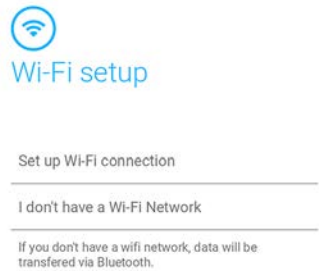 Wi-Fi setup
Set up Wi-Fi connection
I don't have a Wi-Fi Network
If you don't have a wifi network, data will be
transfered via Bluetooth.